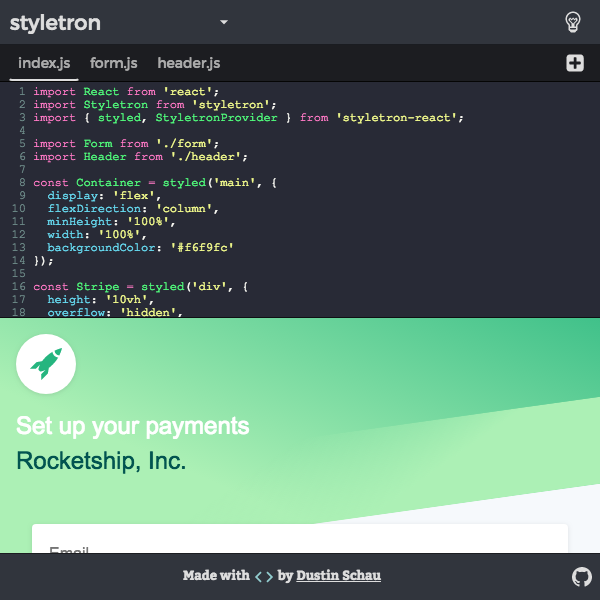 styletron
index.js form.js header.js
1 import React from 'react';
2 import Styletron from 'styletron';
3 import { styled, StyletronProvider } from 'styletron-react';
4
5 import Form from './form';
6 import Header from './header';
7
8 const Container = styled('main', {
9 display: 'flex',
10 flexDirection: 'column',
11 minHeight: '100%',
12 width: '100%',
13 backgroundColor: '#f6f9fc'
14 });
15
16 const Stripe = styled('div', {
17 height: '10vh',
18 overflow: 'hidden',
Set up your payments
Rocketship, Inc.
Email
Made with <> by Dustin Schau